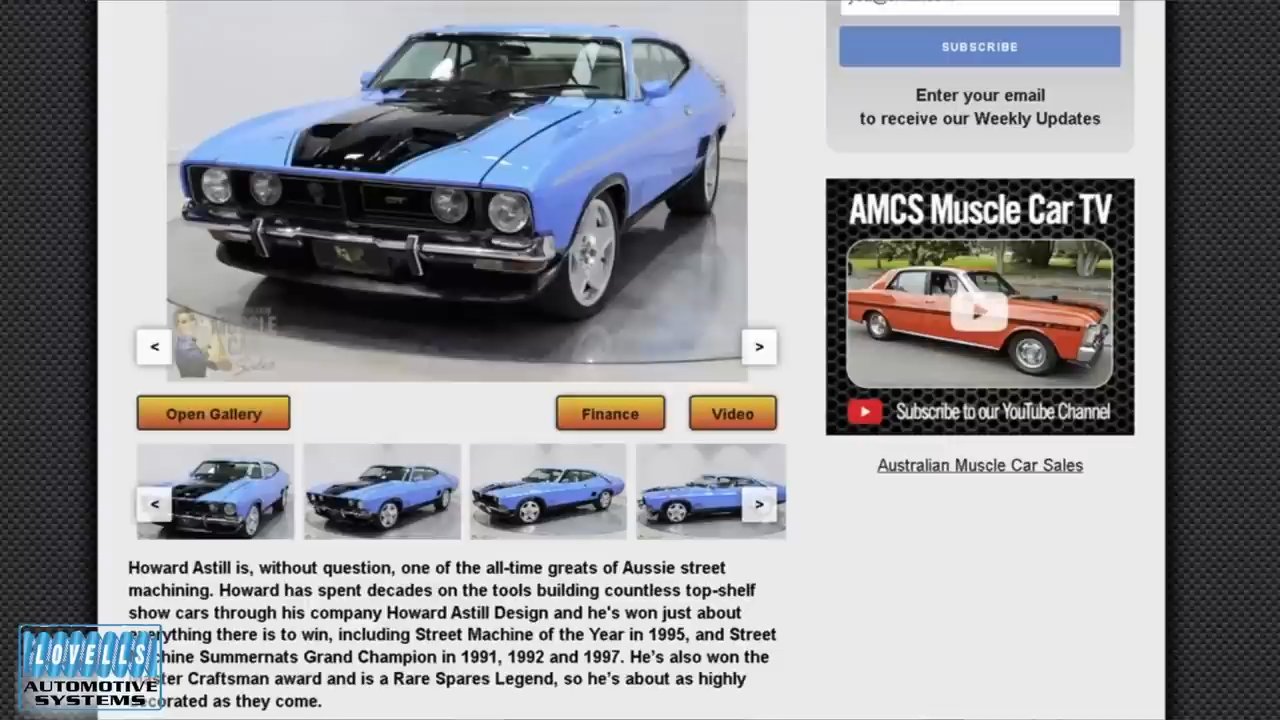 SUBSCRIBE
Enter your email
to receive our Weekly Updates
AMCS Muscle Car TV
GT
<
>
Open Gallery
Finance
Video
Subscribe to our YouTube Channel
Australian Muscle Car Sales
<
>
Howard Astill is, without question, one of the all-time greats of Aussie street
machining. Howard has spent decades on the tools building countless top-shelf
show cars through his company Howard Astill Design and he's won just about
everything there is to win, including Street Machine of the Year in 1995, and Street
chine Summernats Grand Champion in 1991, 1992 and 1997. He's also won the
ster Craftsman award and is a Rare Spares Legend, so he's about as highly
corated as they come.
LOVELLS
AUTOMOTIVE
SYSTEMS